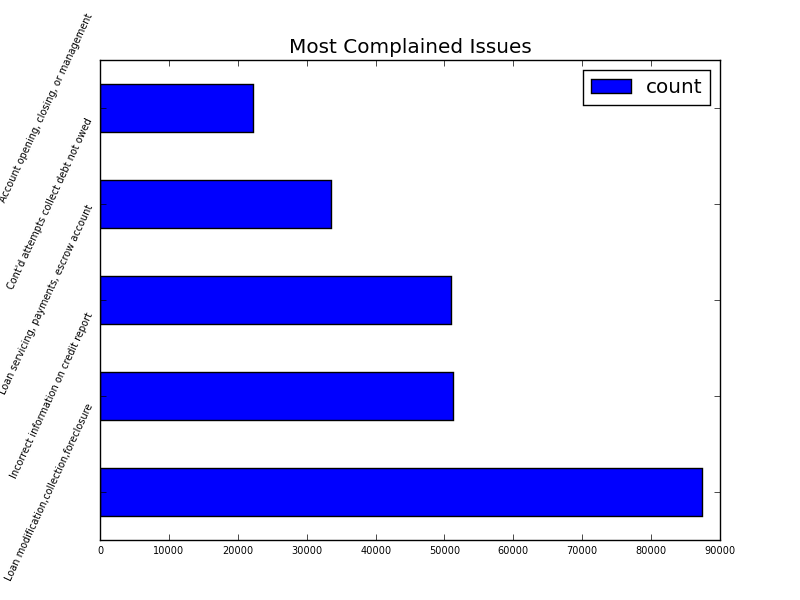 Most Complained Issues
count
Account opening, closing, or management
Cont'd attempts collect debt not owed
Loan servicing, payments, escrow account
Incorrect information on credit report
Loan modification,collection,foreclosure
0 10000 20000 30000 40000 50000 60000 70000 80000 90000